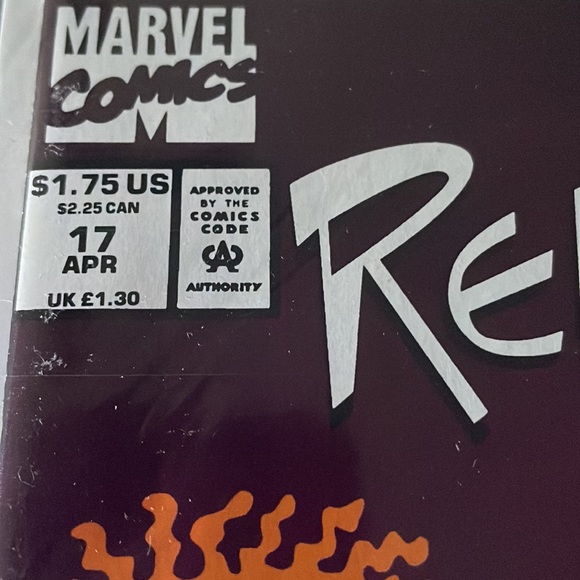 MARVEL
COMICS
M
$1.75 US
$2.25 CAN
17
APR
UK £1.30
APPROVED
BY THE
COMICS
CODE
CA
AUTHORITY
RE